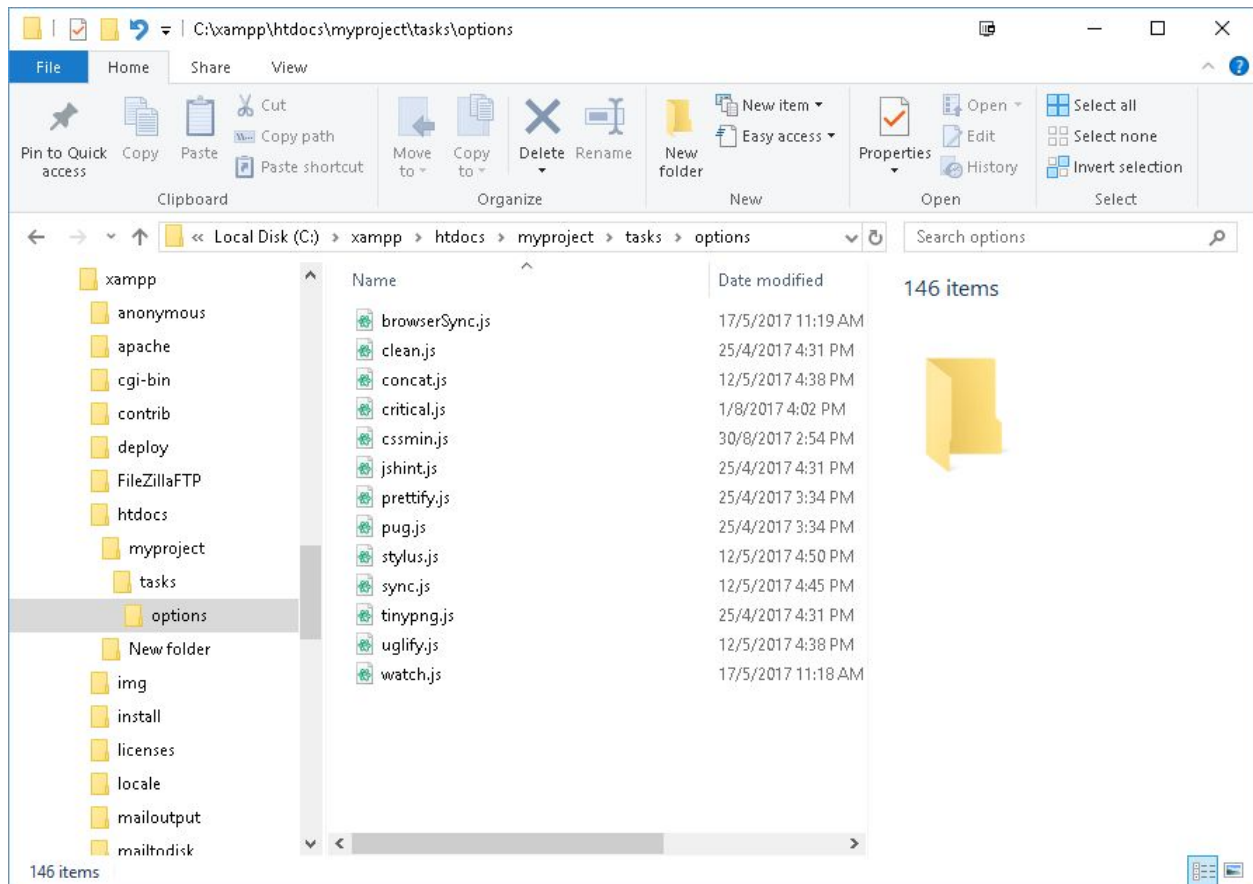 C:\xampp\htdocs\myproject\tasks\options
File Home Share View
Pin to Quick access
Copy
Paste
Cut
Copy path
Paste shortcut
Clipboard
Move to
Copy to
Delete
Rename
Organize
New folder
New item
Easy access
New
Properties
Open
Edit
History
Open
Select all
Select none
Invert selection
Select
« Local Disk (C:) > xampp > htdocs > myproject > tasks > options
Search options
xampp
anonymous
apache
cgi-bin
contrib
deploy
FileZillaFTP
htdocs
myproject
tasks
options
New folder
img
install
licenses
locale
mailoutput
mailtodisk
Name Date modified
browserSync.js 17/5/2017 11:19 AM
clean.js 25/4/2017 4:31 PM
concat.js 12/5/2017 4:38 PM
critical.js 1/8/2017 4:02 PM
cssmin.js 30/8/2017 2:54 PM
jshint.js 25/4/2017 4:31 PM
prettify.js 25/4/2017 3:34 PM
pug.js 25/4/2017 3:34 PM
stylus.js 12/5/2017 4:50 PM
sync.js 12/5/2017 4:45 PM
tinypng.js 25/4/2017 4:31 PM
uglify.js 12/5/2017 4:38 PM
watch.js 17/5/2017 11:18 AM
146 items
146 items